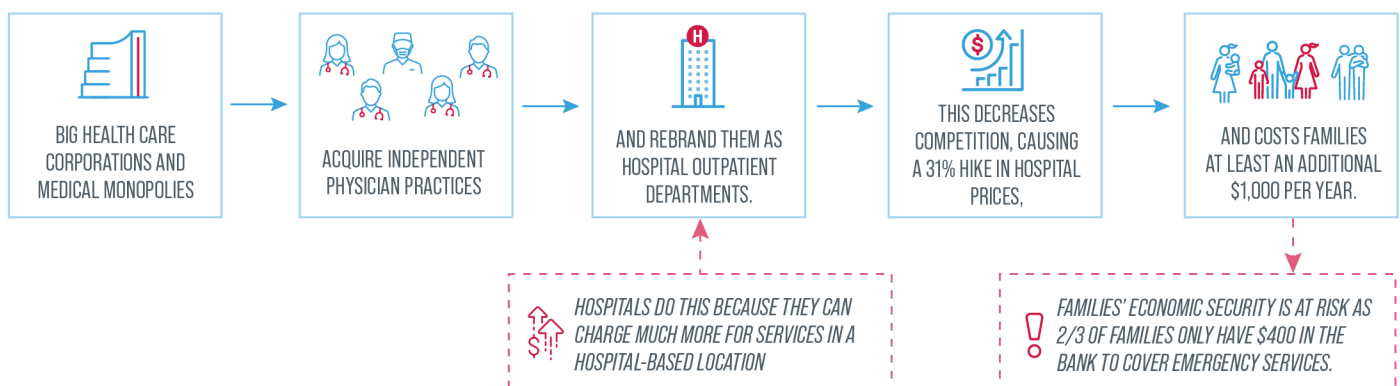 BIG HEALTH CARE
CORPORATIONS AND
MEDICAL MONOPOLIES
ACQUIRE INDEPENDENT
PHYSICIAN PRACTICES
H
AND REBRAND THEM AS
HOSPITAL OUTPATIENT
DEPARTMENTS.
$
THIS DECREASES
COMPETITION, CAUSING
A 31% HIKE IN HOSPITAL
PRICES,
AND COSTS FAMILIES
AT LEAST AN ADDITIONAL
$1,000 PER YEAR.
$
HOSPITALS DO THIS BECAUSE THEY CAN
CHARGE MUCH MORE FOR SERVICES IN A
HOSPITAL-BASED LOCATION
!
FAMILIES' ECONOMIC SECURITY IS AT RISK AS
2/3 OF FAMILIES ONLY HAVE $400 IN THE
BANK TO COVER EMERGENCY SERVICES.